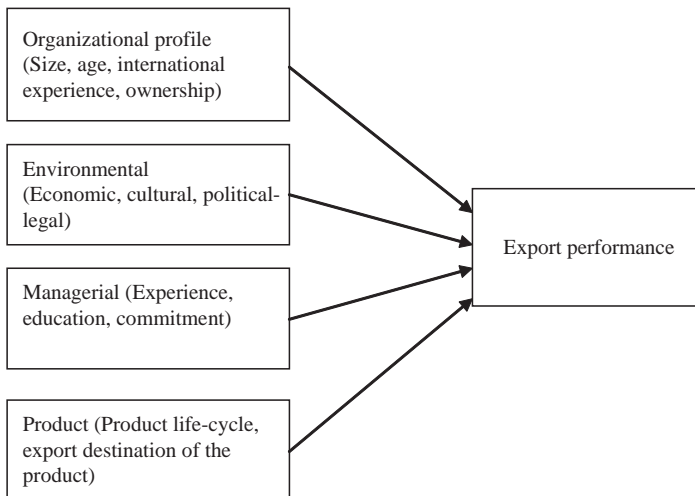 Organizational profile
(Size, age, international
experience, ownership)
Environmental
(Economic, cultural, political-
legal)
Managerial (Experience,
education, commitment)
Product (Product life-cycle,
export destination of the
product)
Export performance